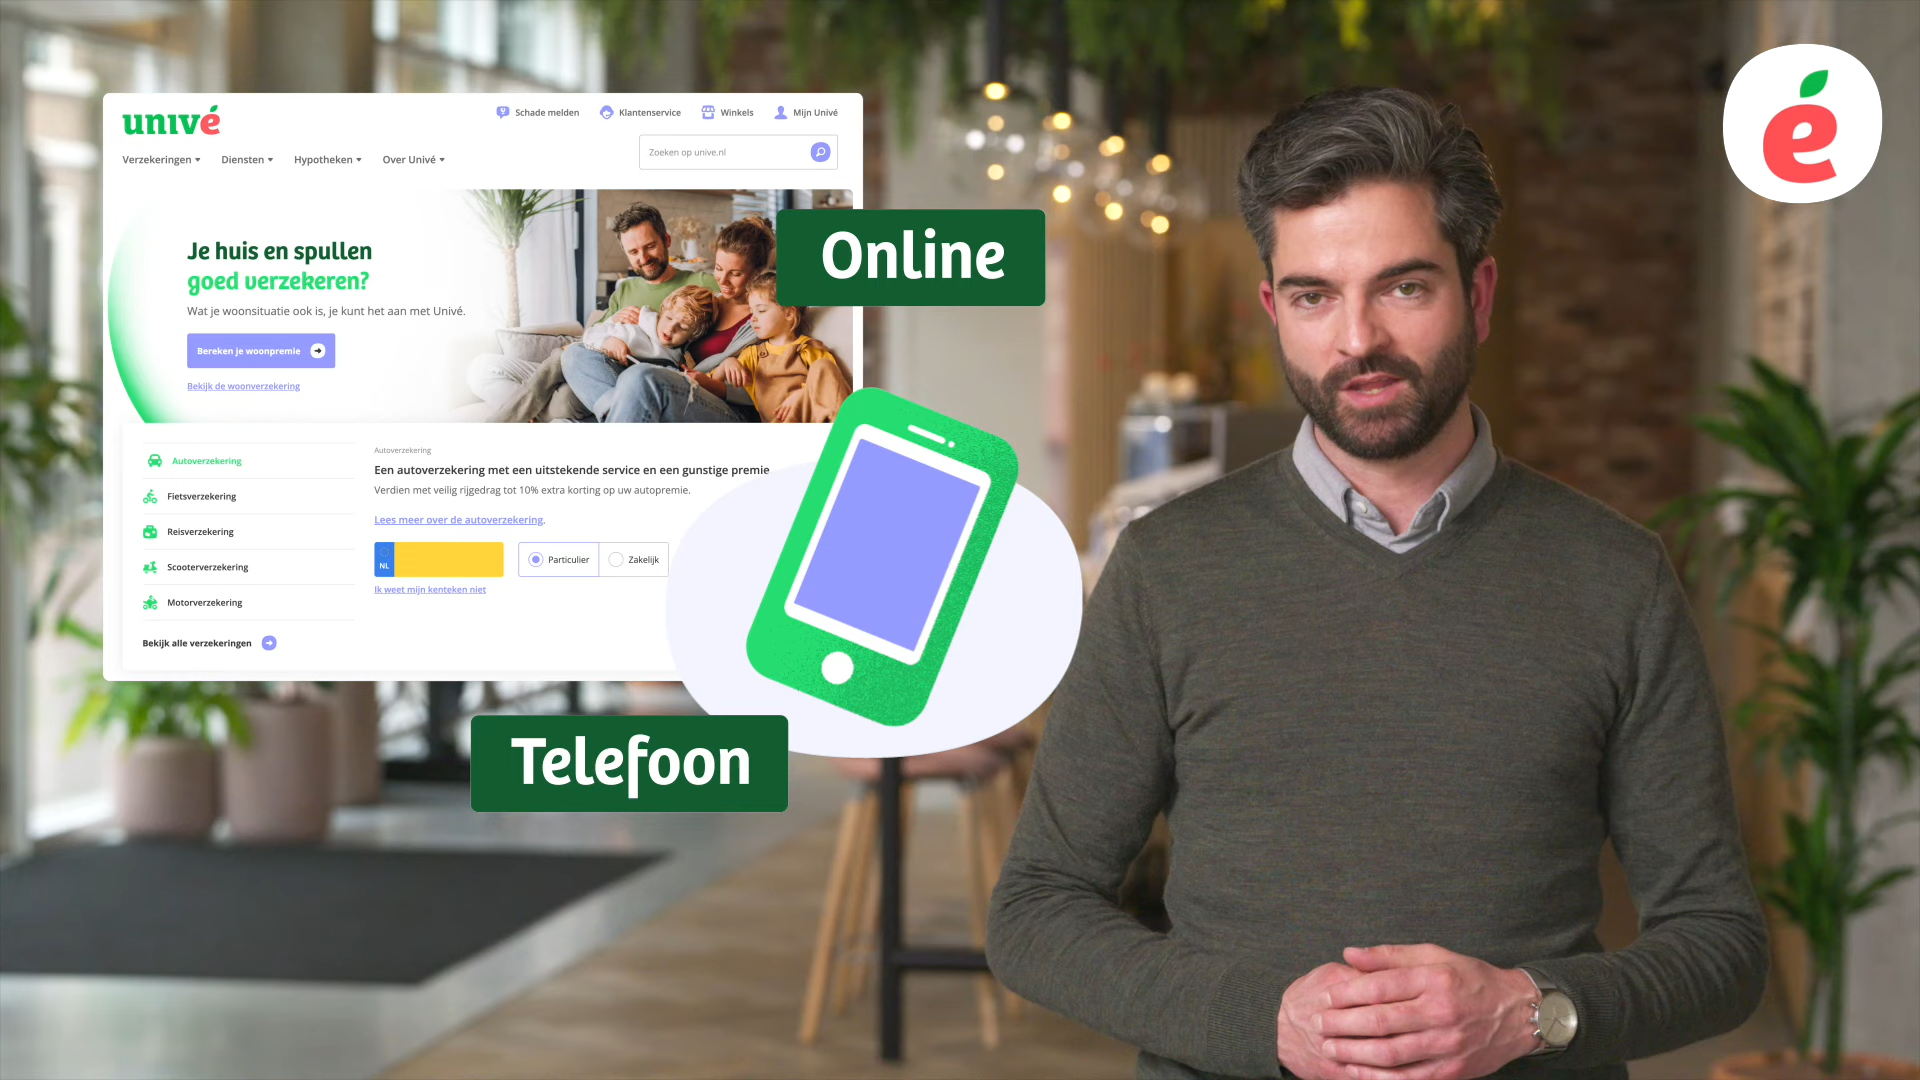 univé
Schade melden
Klantenservice
Winkels
Mijn Univé
Zoeken op unive.nl
Verzekeringen
Diensten
Hypotheken
Over Univé
Je huis en spullen
goed verzekeren?
Wat je woonsituatie ook is, je kunt het aan met Univé.
Bereken je woonpremie
Bekijk de woonverzekering
Online
Autoverzekering
Fietsverzekering
Reisverzekering
Scooterverzekering
Motorverzekering
Bekijk alle verzekeringen
Autoverzekering
Een autoverzekering met een uitstekende service en een gunstige premie
Verdien met veilig rijgedrag tot 10% extra korting op uw autopremie.
Lees meer over de autoverzekering.
NL
Particulier
Zakelijk
Ik weet mijn kenteken niet
Telefoon
é